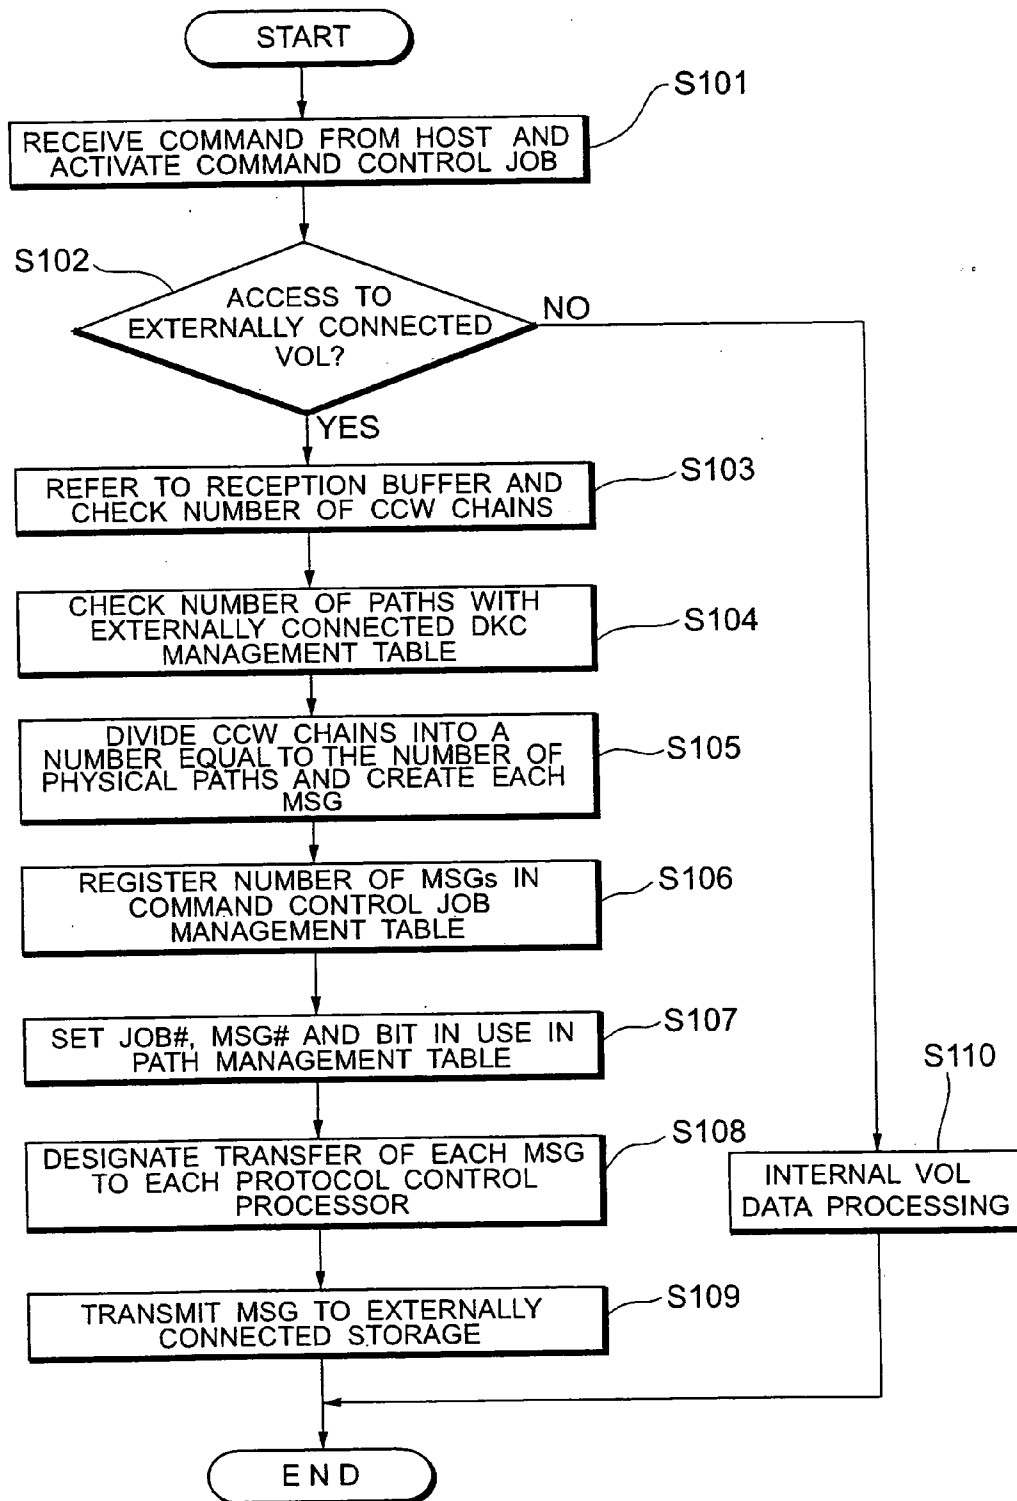 START
S101
RECEIVE COMMAND FROM HOST AND
ACTIVATE COMMAND CONTROL JOB
S102
ACCESS TO
EXTERNALLY CONNECTED
VOL?
NO
YES
S103
REFER TO RECEPTION BUFFER AND
CHECK NUMBER OF CCW CHAINS
S104
CHECK NUMBER OF PATHS WITH
EXTERNALLY CONNECTED DKC
MANAGEMENT TABLE
S105
DIVIDE CCW CHAINS INTO A
NUMBER EQUAL TO THE NUMBER OF
PHYSICAL PATHS AND CREATE EACH
MSG
S106
REGISTER NUMBER OF MSGs IN
COMMAND CONTROL JOB
MANAGEMENT TABLE
S107
SET JOB#, MSG# AND BIT IN USE IN
PATH MANAGEMENT TABLE
S110
S108
DESIGNATE TRANSFER OF EACH MSG
TO EACH PROTOCOL CONTROL
PROCESSOR
INTERNAL VOL
DATA PROCESSING
S109
TRANSMIT MSG TO EXTERNALLY
CONNECTED STORAGE
END